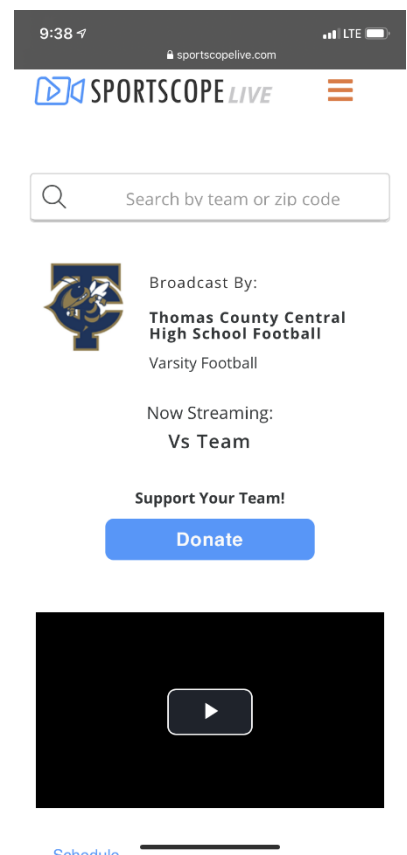 9:38
LTE
sportscopelive.com
SPORTSCOPE LIVE
Search by team or zip code
Broadcast By:
Thomas County Central
High School Football
Varsity Football
Now Streaming:
Vs Team
Support Your Team!
Donate
Schedule